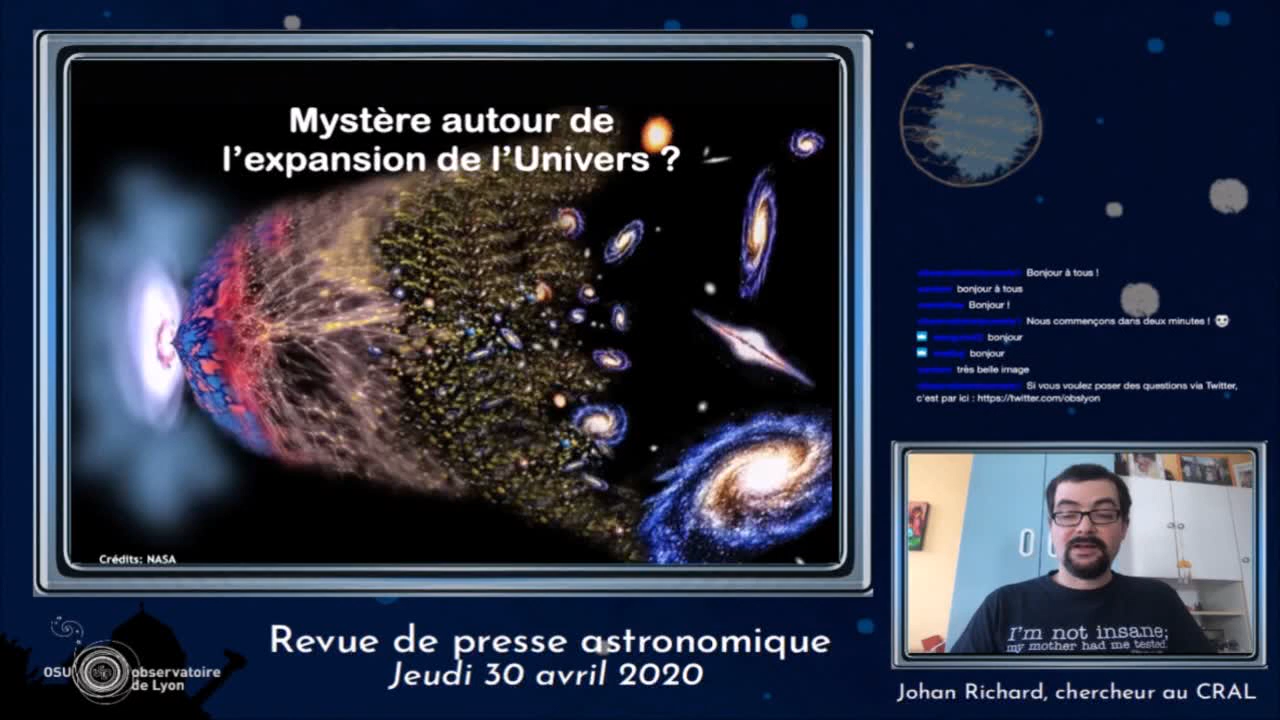 Mystère autour de
l'expansion de l'Univers ?
Crédits: NASA
Bonjour à tous !
bonjour à tous
Bonjour !
Nous commençons dans deux minutes !
bonjour
bonjour
très belle image
Si vous voulez poser des questions via Twitter,
c'est par ici : https://twitter.com/obslyon
I'm not insane;
my mother had me tested.
Revue de presse astronomique
Jeudi 30 avril 2020
OSU
observatoire
de Lyon
Johan Richard, chercheur au CRAL